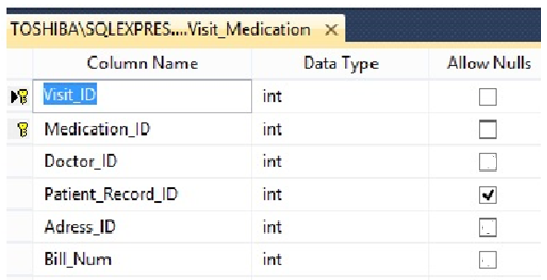 TOSHIBA\SQLEXPRES....Visit_Medication ×
Column Name Data Type Allow Nulls
Visit_ID int
Medication_ID int
Doctor_ID int
Patient_Record_ID int
Adress_ID int
Bill_Num int